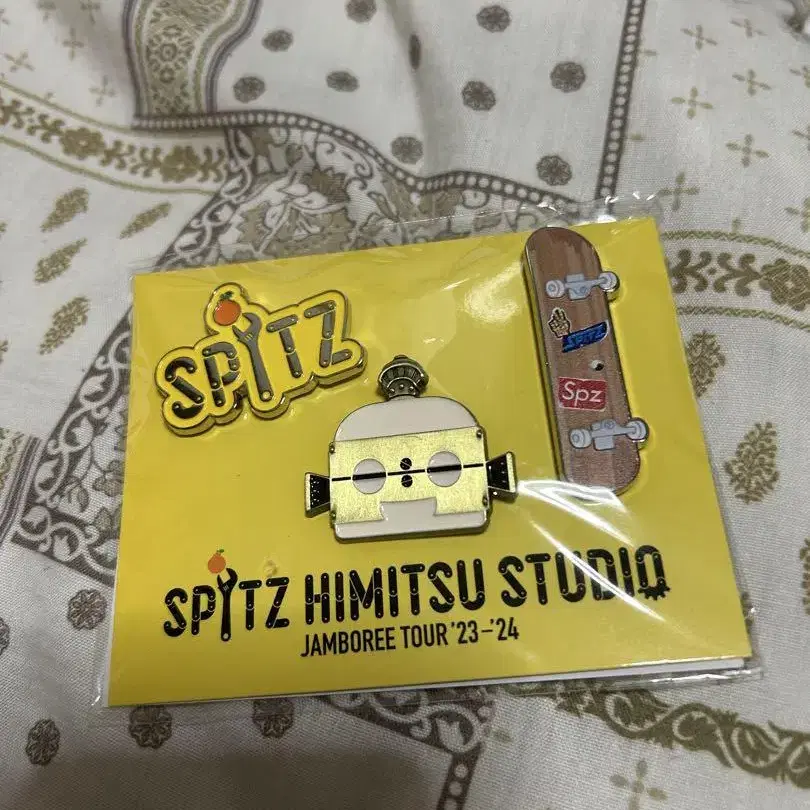 SPITZ
SPITZ
Spz
SPITZ HIMITSU STUDIO
JAMBOREE TOUR '23-'24